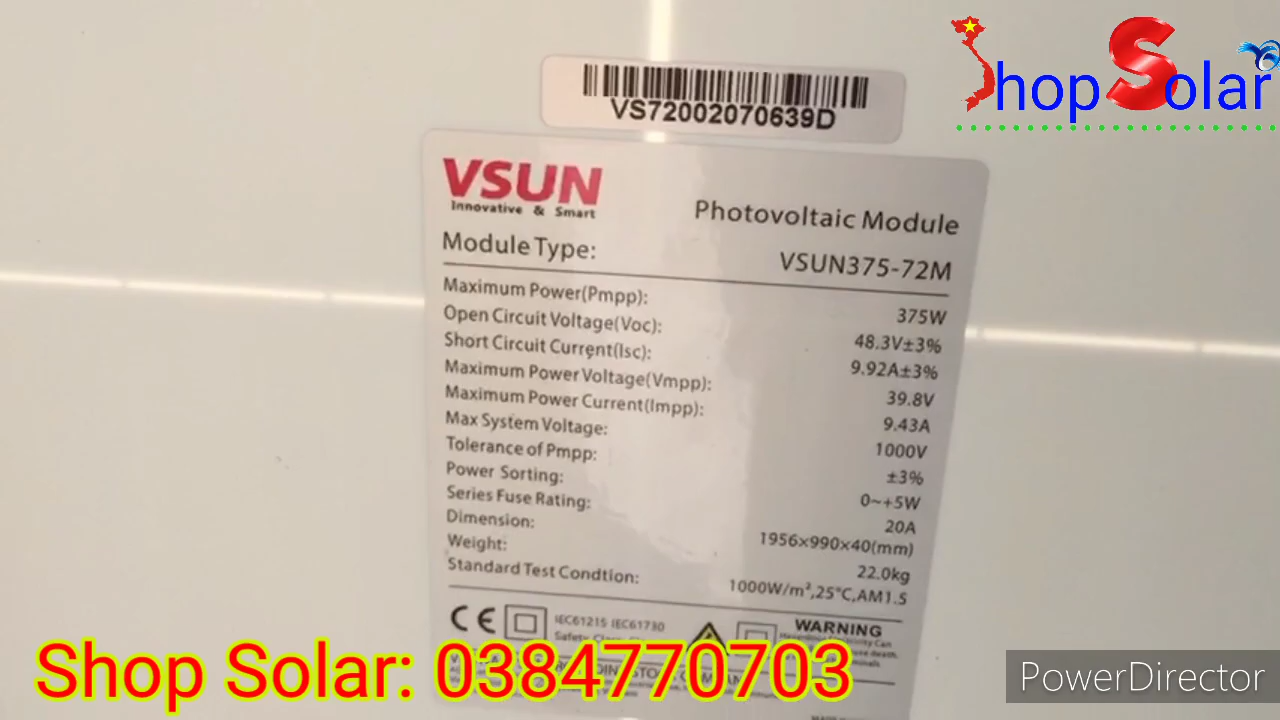 Shop Solar
VS72002070639D
VSUN
Innovative & Smart
Photovoltaic Module
Module Type: VSUN375-72M
Maximum Power(Pmpp): 375W
Open Circuit Voltage(Voc): 48.3V±3%
Short Circuit Current(Isc): 9.92A±3%
Maximum Power Voltage(Vmpp): 39.8V
Maximum Power Current(Impp): 9.43A
Max System Voltage: 1000V
Tolerance of Pmpp: ±3%
Power Sorting: 0~+5W
Series Fuse Rating: 20A
Dimension: 1956×990×40(mm)
Weight: 22.0kg
Standard Test Condtion: 1000W/m²,25°C,AM1.5
CE IEC61215 IEC61730
WARNING
Safety Class
Shop Solar: 0384770703
PowerDirector